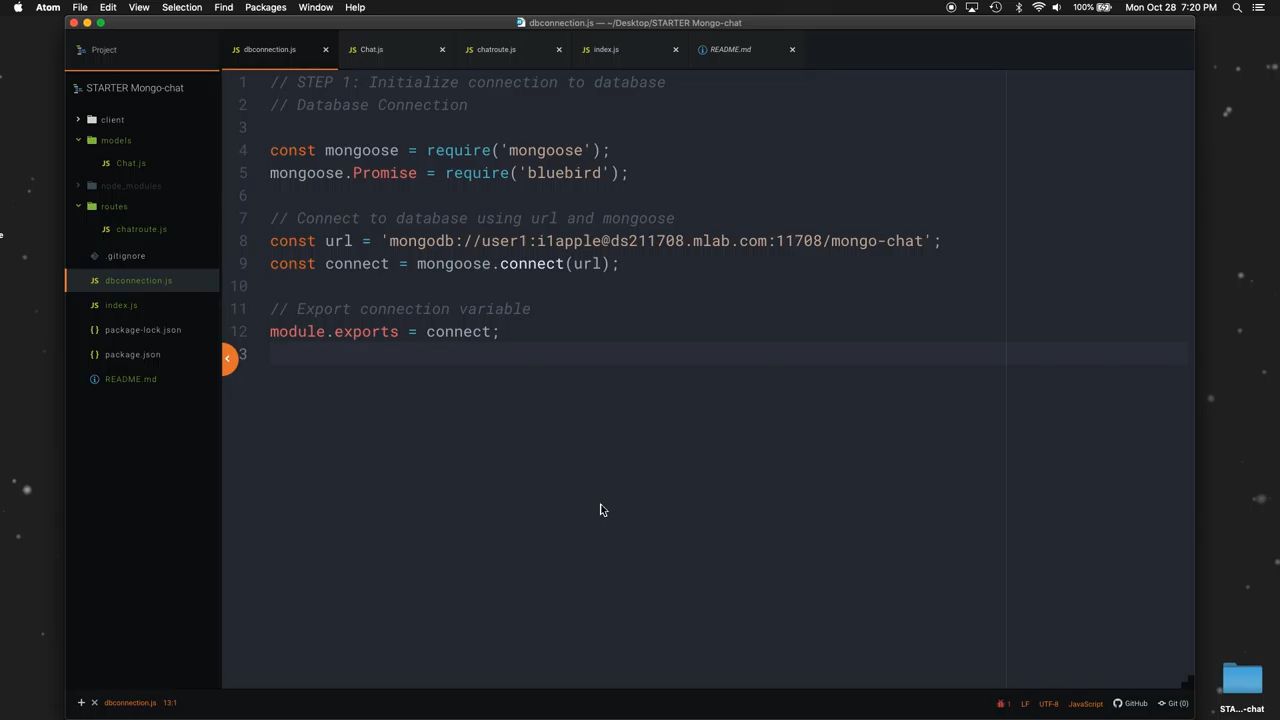 Atom File Edit View Selection Find Packages Window Help 100% Mon Oct 28 7:20 PM
dbconnection.js — ~/Desktop/STARTER Mongo-chat
Project
dbconnection.js Chat.js chatroute.js index.js README.md
STARTER Mongo-chat
client
models
Chat.js
node_modules
routes
chatroute.js
.gitignore
dbconnection.js
index.js
package-lock.json
package.json
README.md
1 // STEP 1: Initialize connection to database
2 // Database Connection
3
4 const mongoose = require('mongoose');
5 mongoose.Promise = require('bluebird');
6
7 // Connect to database using url and mongoose
8 const url = 'mongodb://user1:i1apple@ds211708.mlab.com:11708/mongo-chat';
9 const connect = mongoose.connect(url);
10
11 // Export connection variable
12 module.exports = connect;
3
dbconnection.js 13:1
1 LF UTF-8 JavaScript GitHub Git (0)
STA...-chat